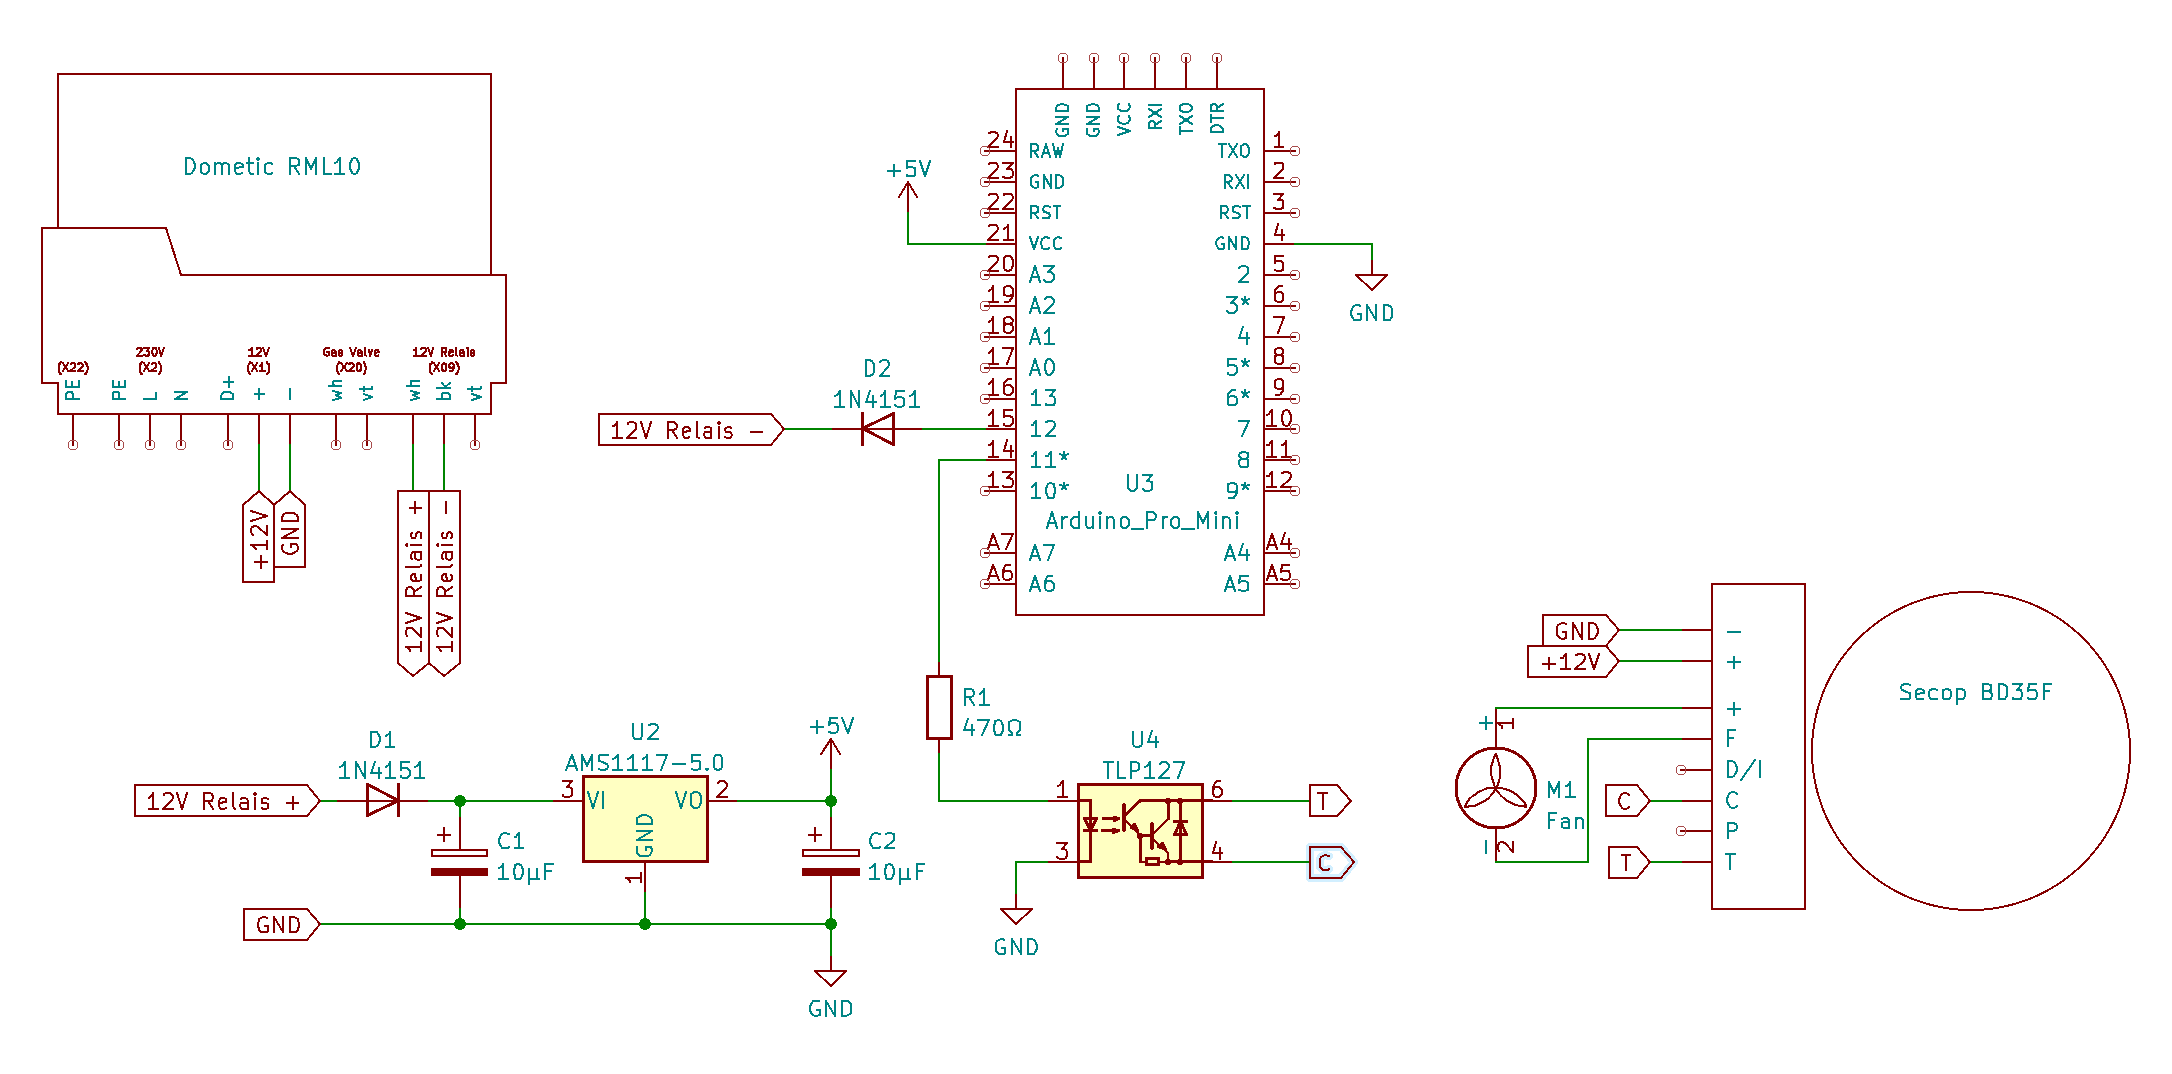 Dometic RML10
230V
12V
Gas Valve
12V Relais
(X22)
(X2)
(X1)
(X20)
(X09)
PE
PE
L
N
D+
+
-
wh
vt
wh
bk
vt
+12V
GND
12V Relais +
12V Relais -
+5V
GND
GND
VCC
RXI
TXO
DTR
24
RAW
TXO
1
23
GND
RXI
2
22
RST
RST
3
21
VCC
GND
4
20
A3
2
5
19
A2
3*
6
18
A1
4
7
17
A0
5*
8
16
13
6*
9
15
12
7
10
14
11*
8
11
13
10*
9*
12
U3
Arduino_Pro_Mini
A7
A7
A4
A4
A6
A6
A5
A5
GND
D2
1N4151
12V Relais -
R1
470Ω
D1
1N4151
12V Relais +
U2
AMS1117-5.0
3
VI
VO
2
GND
1
+5V
+
C1
10µF
+
C2
10µF
GND
GND
U4
TLP127
1
6
3
4
T
C
GND
GND
+12V
-
+
+
F
D/I
C
P
T
C
T
+
1
M1
Fan
-
2
Secop BD35F